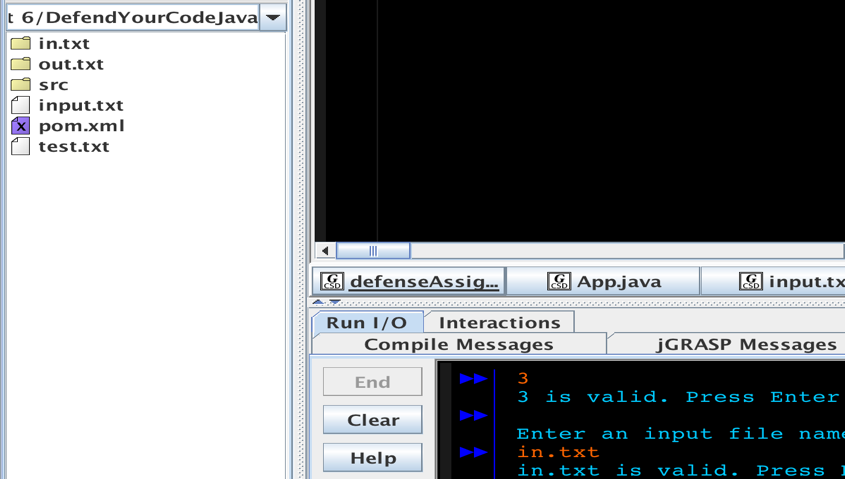 t 6/DefendYourCodeJava
in.txt
out.txt
src
input.txt
pom.xml
test.txt
defenseAssig...
App.java
input.tx
Run I/O
Interactions
Compile Messages
jGRASP Messages
End
Clear
Help
3
3 is valid. Press Enter
Enter an input file name
in.txt
in.txt is valid. Press